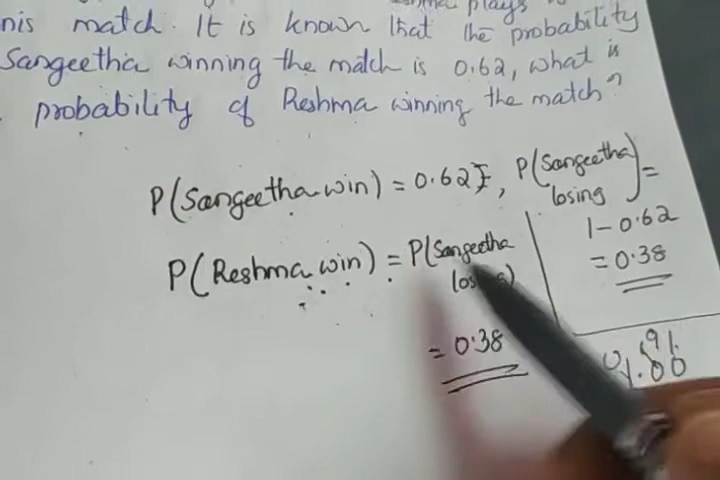 plays
nis match. It is known that the probability
Sangeetha winning the match is 0.62, what is
probability of Reshma winning the match?
P(Sangeetha win) = 0.62, P(Sangeetha losing) =
1 - 0.62
= 0.38
P(Reshma win) = P(Sangeetha
= 0.38